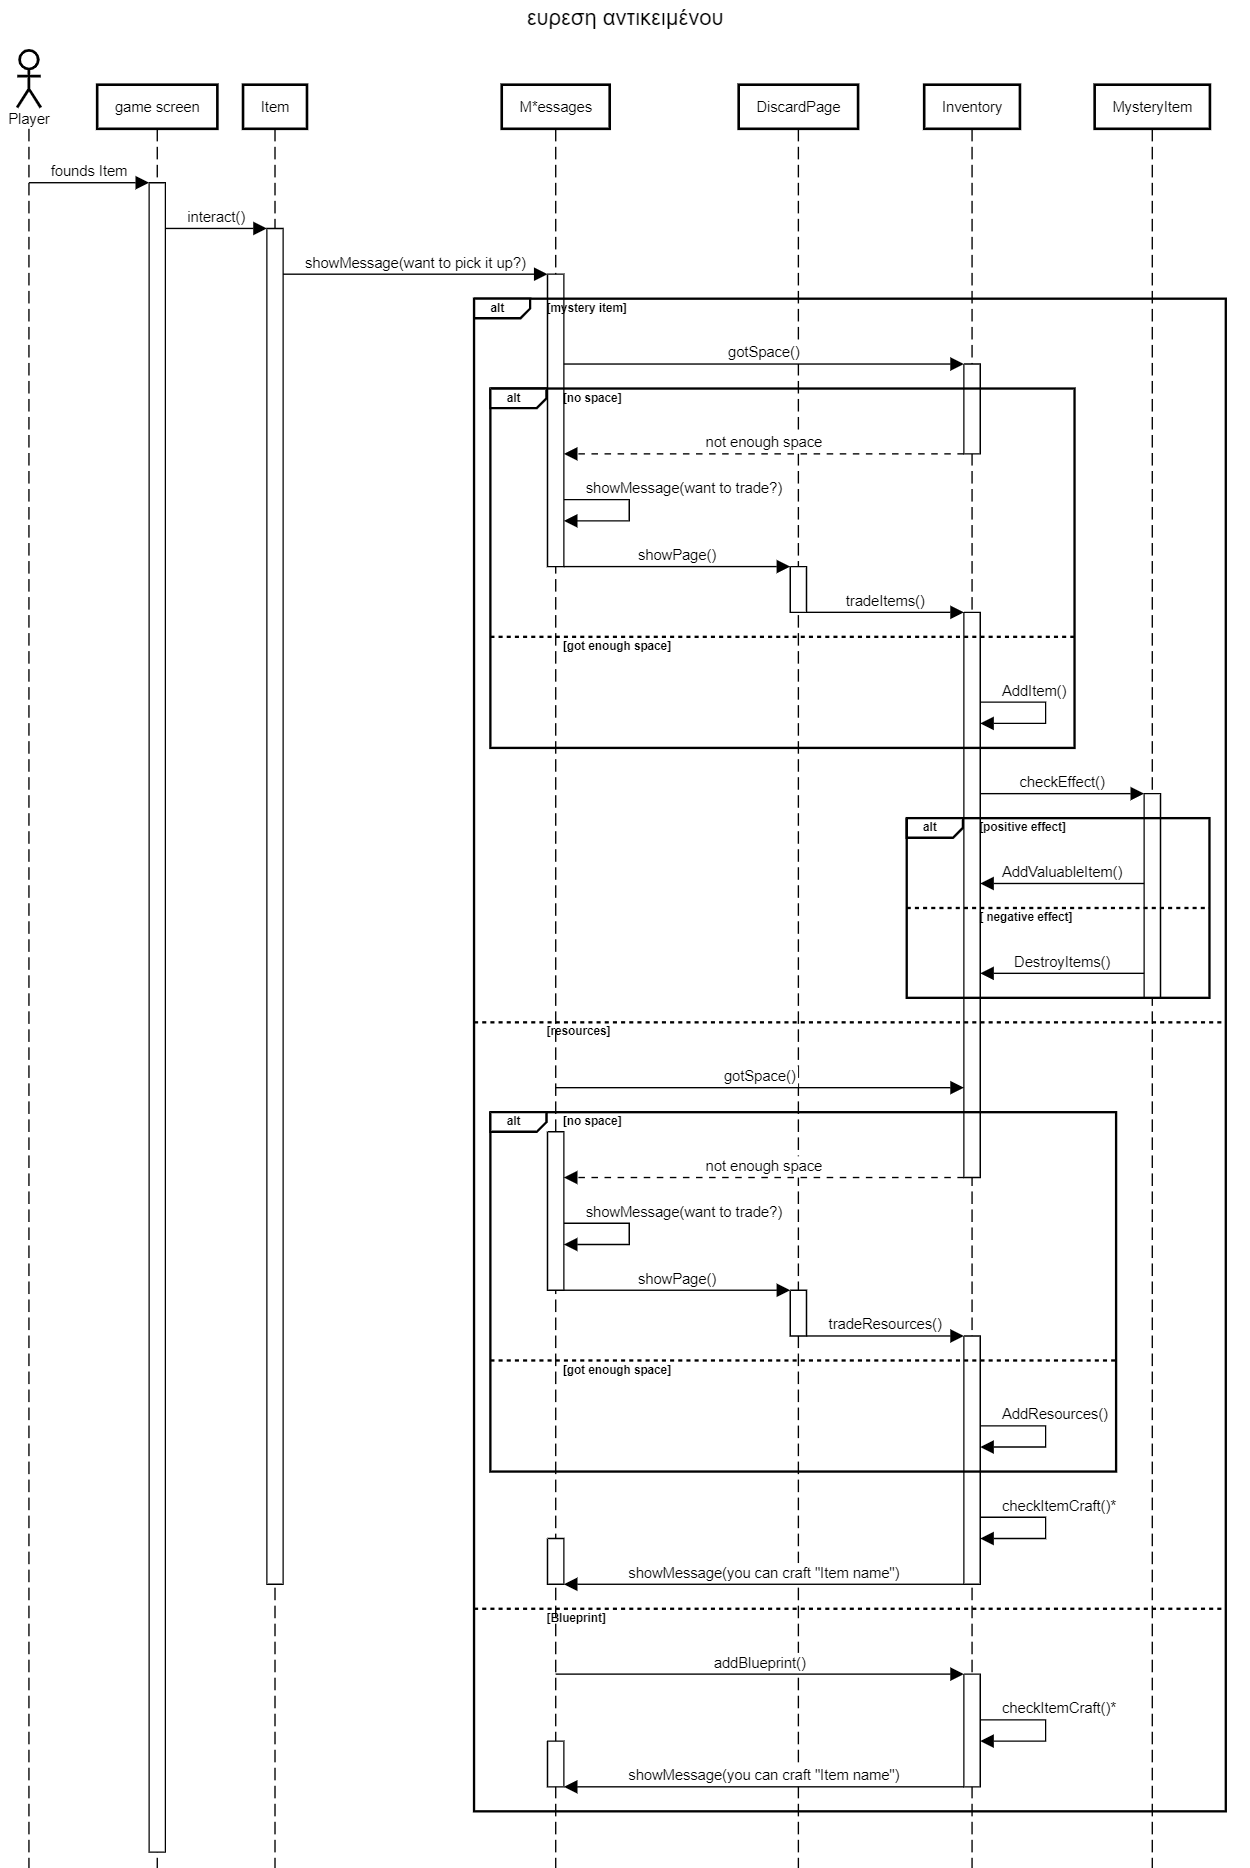 ευρεση αντικειμένου
Player
game screen
Item
M*essages
DiscardPage
Inventory
MysteryItem
founds Item
interact()
showMessage(want to pick it up?)
alt
[mystery item]
gotSpace()
alt
[no space]
not enough space
showMessage(want to trade?)
showPage()
tradeItems()
[got enough space]
AddItem()
checkEffect()
alt
[positive effect]
AddValuableItem()
[ negative effect]
DestroyItems()
[resources]
gotSpace()
alt
[no space]
not enough space
showMessage(want to trade?)
showPage()
tradeResources()
[got enough space]
AddResources()
checkItemCraft()*
showMessage(you can craft "Item name")
[Blueprint]
addBlueprint()
checkItemCraft()*
showMessage(you can craft "Item name")